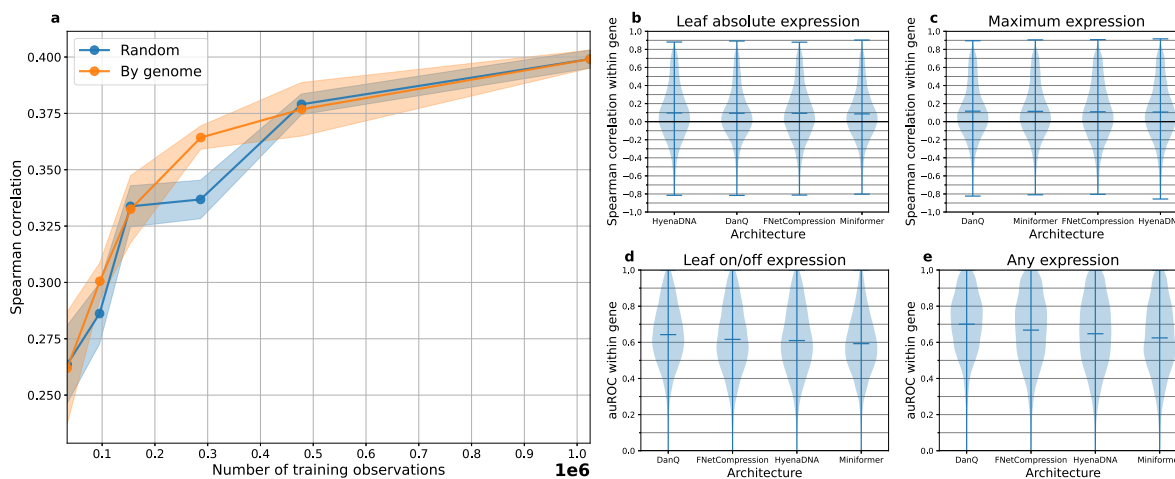 a
Random
By genome
0.400
0.375
0.350
0.325
0.300
0.275
0.250
Spearman correlation
0.1 0.2 0.3 0.4 0.5 0.6 0.7 0.8 0.9 1.0
Number of training observations
1e6
b Leaf absolute expression
1.0
0.8
0.6
0.4
0.2
0.0
−0.2
−0.4
−0.6
−0.8
−1.0
Spearman correlation within gene
HyenaDNA DanQ FNetCompression Miniformer
Architecture
c Maximum expression
1.0
0.8
0.6
0.4
0.2
0.0
−0.2
−0.4
−0.6
−0.8
−1.0
Spearman correlation within gene
DanQ Miniformer FNetCompression HyenaDNA
Architecture
d Leaf on/off expression
1.0
0.8
0.6
0.4
0.2
0.0
auROC within gene
DanQ FNetCompression HyenaDNA Miniformer
Architecture
e Any expression
1.0
0.8
0.6
0.4
0.2
0.0
auROC within gene
DanQ FNetCompression HyenaDNA Miniformer
Architecture